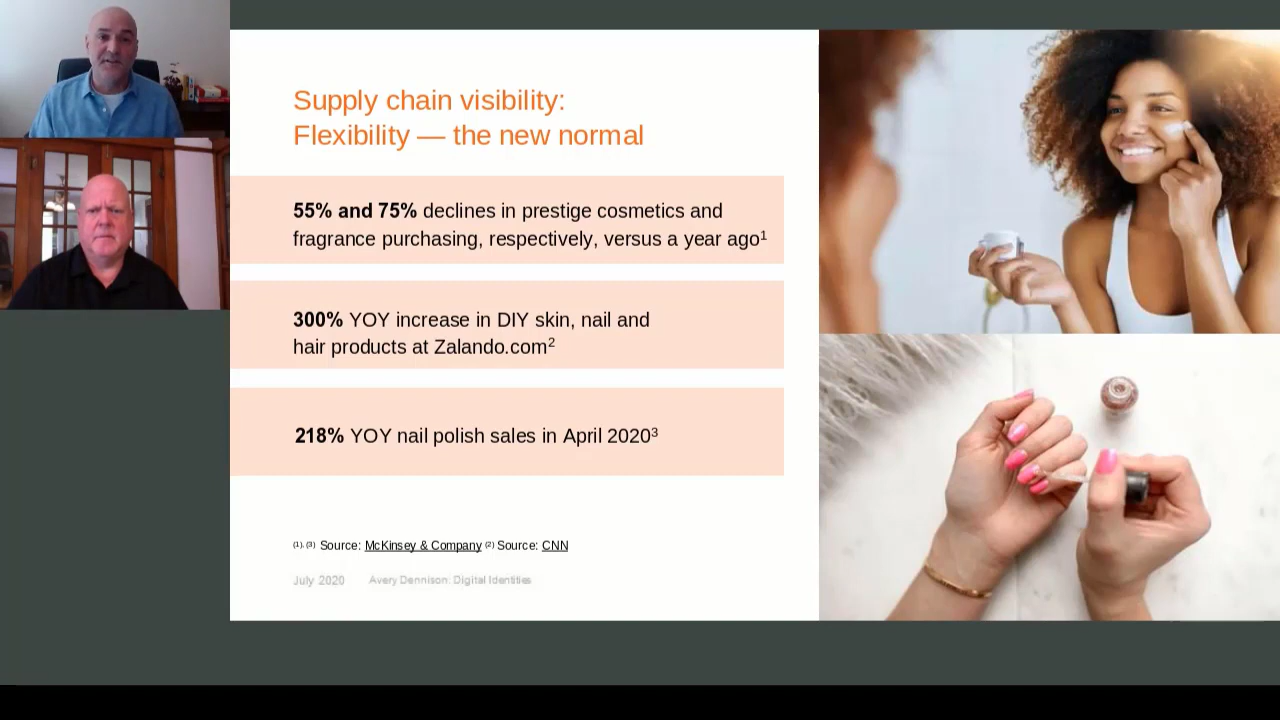 Supply chain visibility:
Flexibility — the new normal
55% and 75% declines in prestige cosmetics and
fragrance purchasing, respectively, versus a year ago¹
300% YOY increase in DIY skin, nail and
hair products at Zalando.com²
218% YOY nail polish sales in April 2020³
(1), (3) Source: McKinsey & Company (2) Source: CNN
July 2020 Avery Dennison: Digital Identities